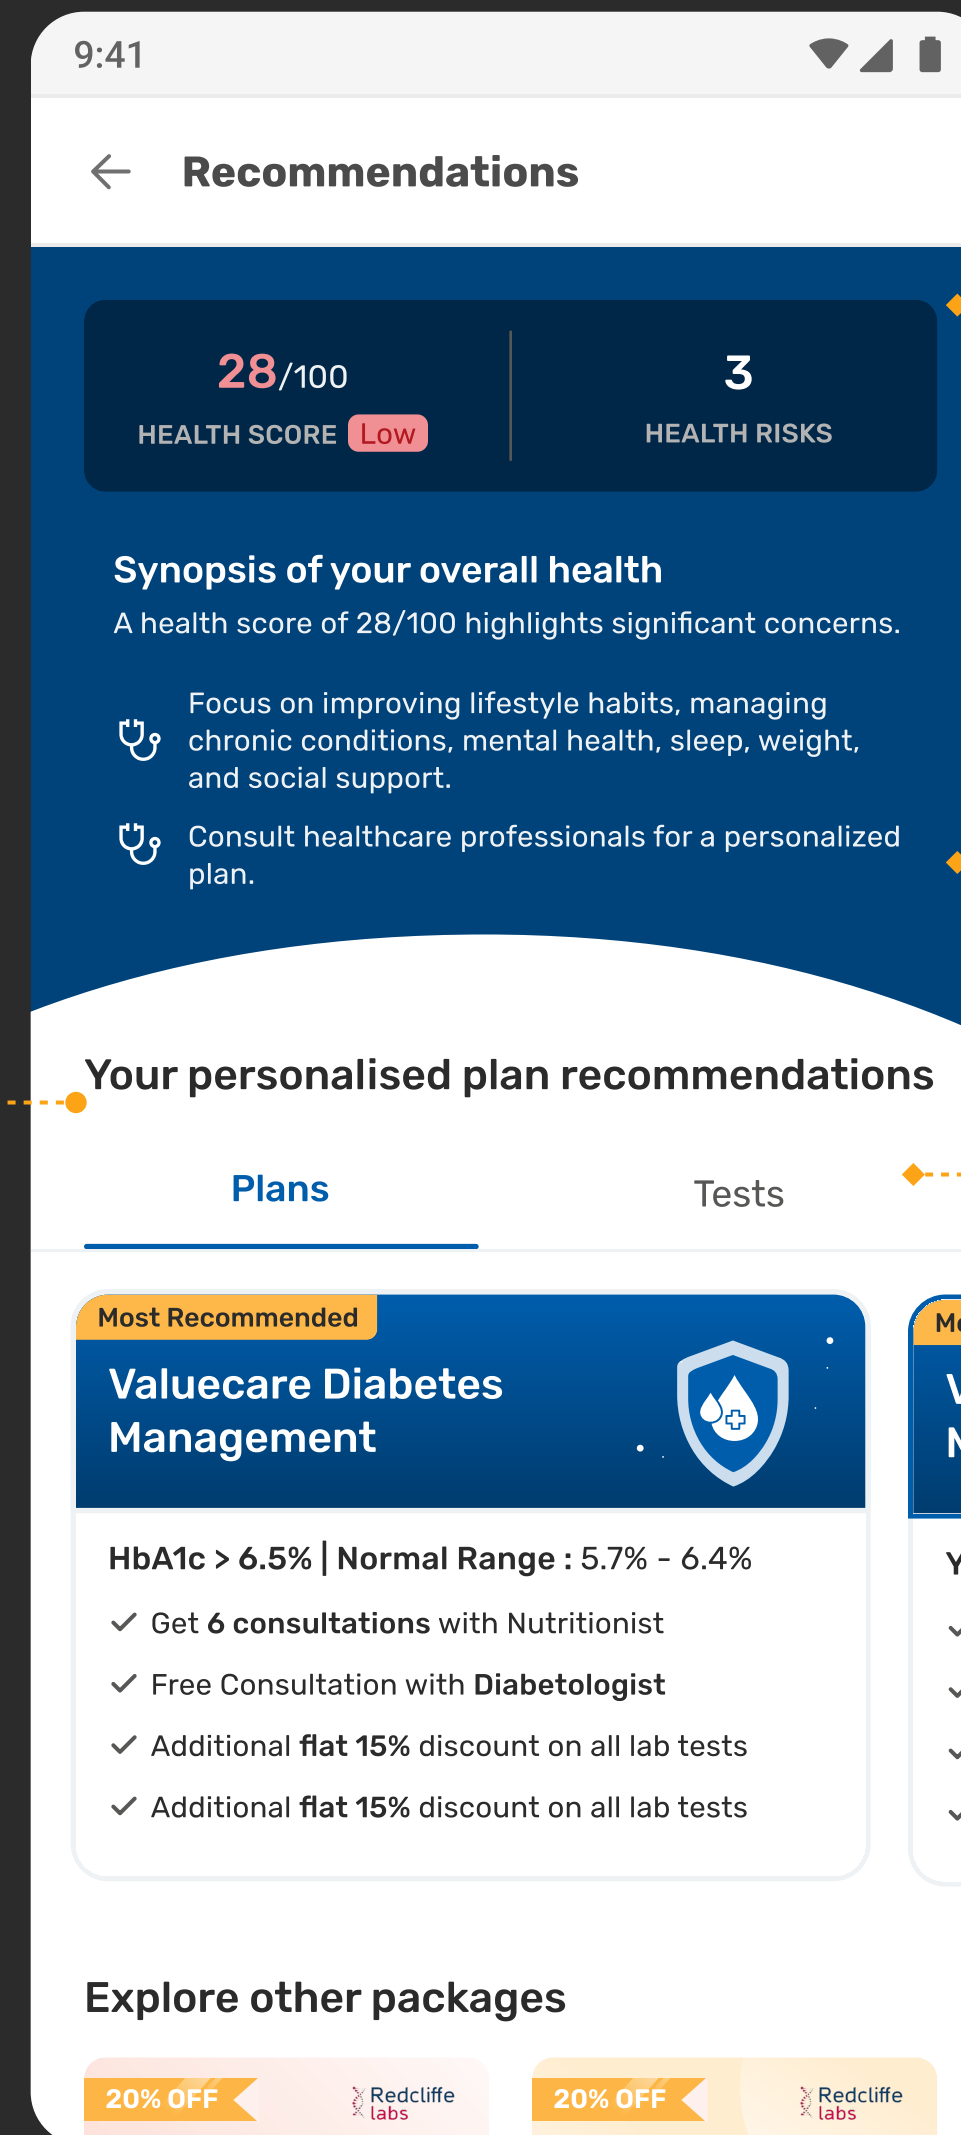 9:41
Recommendations
28/100
HEALTH SCORE Low
3
HEALTH RISKS
Synopsis of your overall health
A health score of 28/100 highlights significant concerns.
Focus on improving lifestyle habits, managing
chronic conditions, mental health, sleep, weight,
and social support.
Consult healthcare professionals for a personalized
plan.
Your personalised plan recommendations
Plans
Tests
Most Recommended
Valuecare Diabetes
Management
HbA1c > 6.5% | Normal Range : 5.7% - 6.4%
Get 6 consultations with Nutritionist
Free Consultation with Diabetologist
Additional flat 15% discount on all lab tests
Additional flat 15% discount on all lab tests
Explore other packages
20% OFF
Redcliffe
labs
20% OFF
Redcliffe
labs